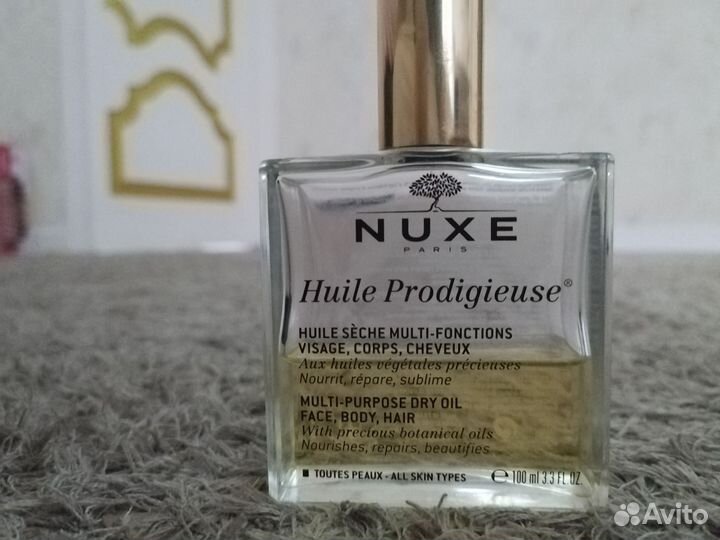 NUXE
PARIS
Huile Prodigieuse®
HUILE SÈCHE MULTI-FONCTIONS
VISAGE, CORPS, CHEVEUX
Aux huiles végétales précieuses
Nourrit, répare, sublime
MULTI-PURPOSE DRY OIL
FACE, BODY, HAIR
With precious botanical oils
Nourishes, repairs, beautifies
TOUTES PEAUX - ALL SKIN TYPES
℮ 100 ml 3.3 FL.OZ.
Avito